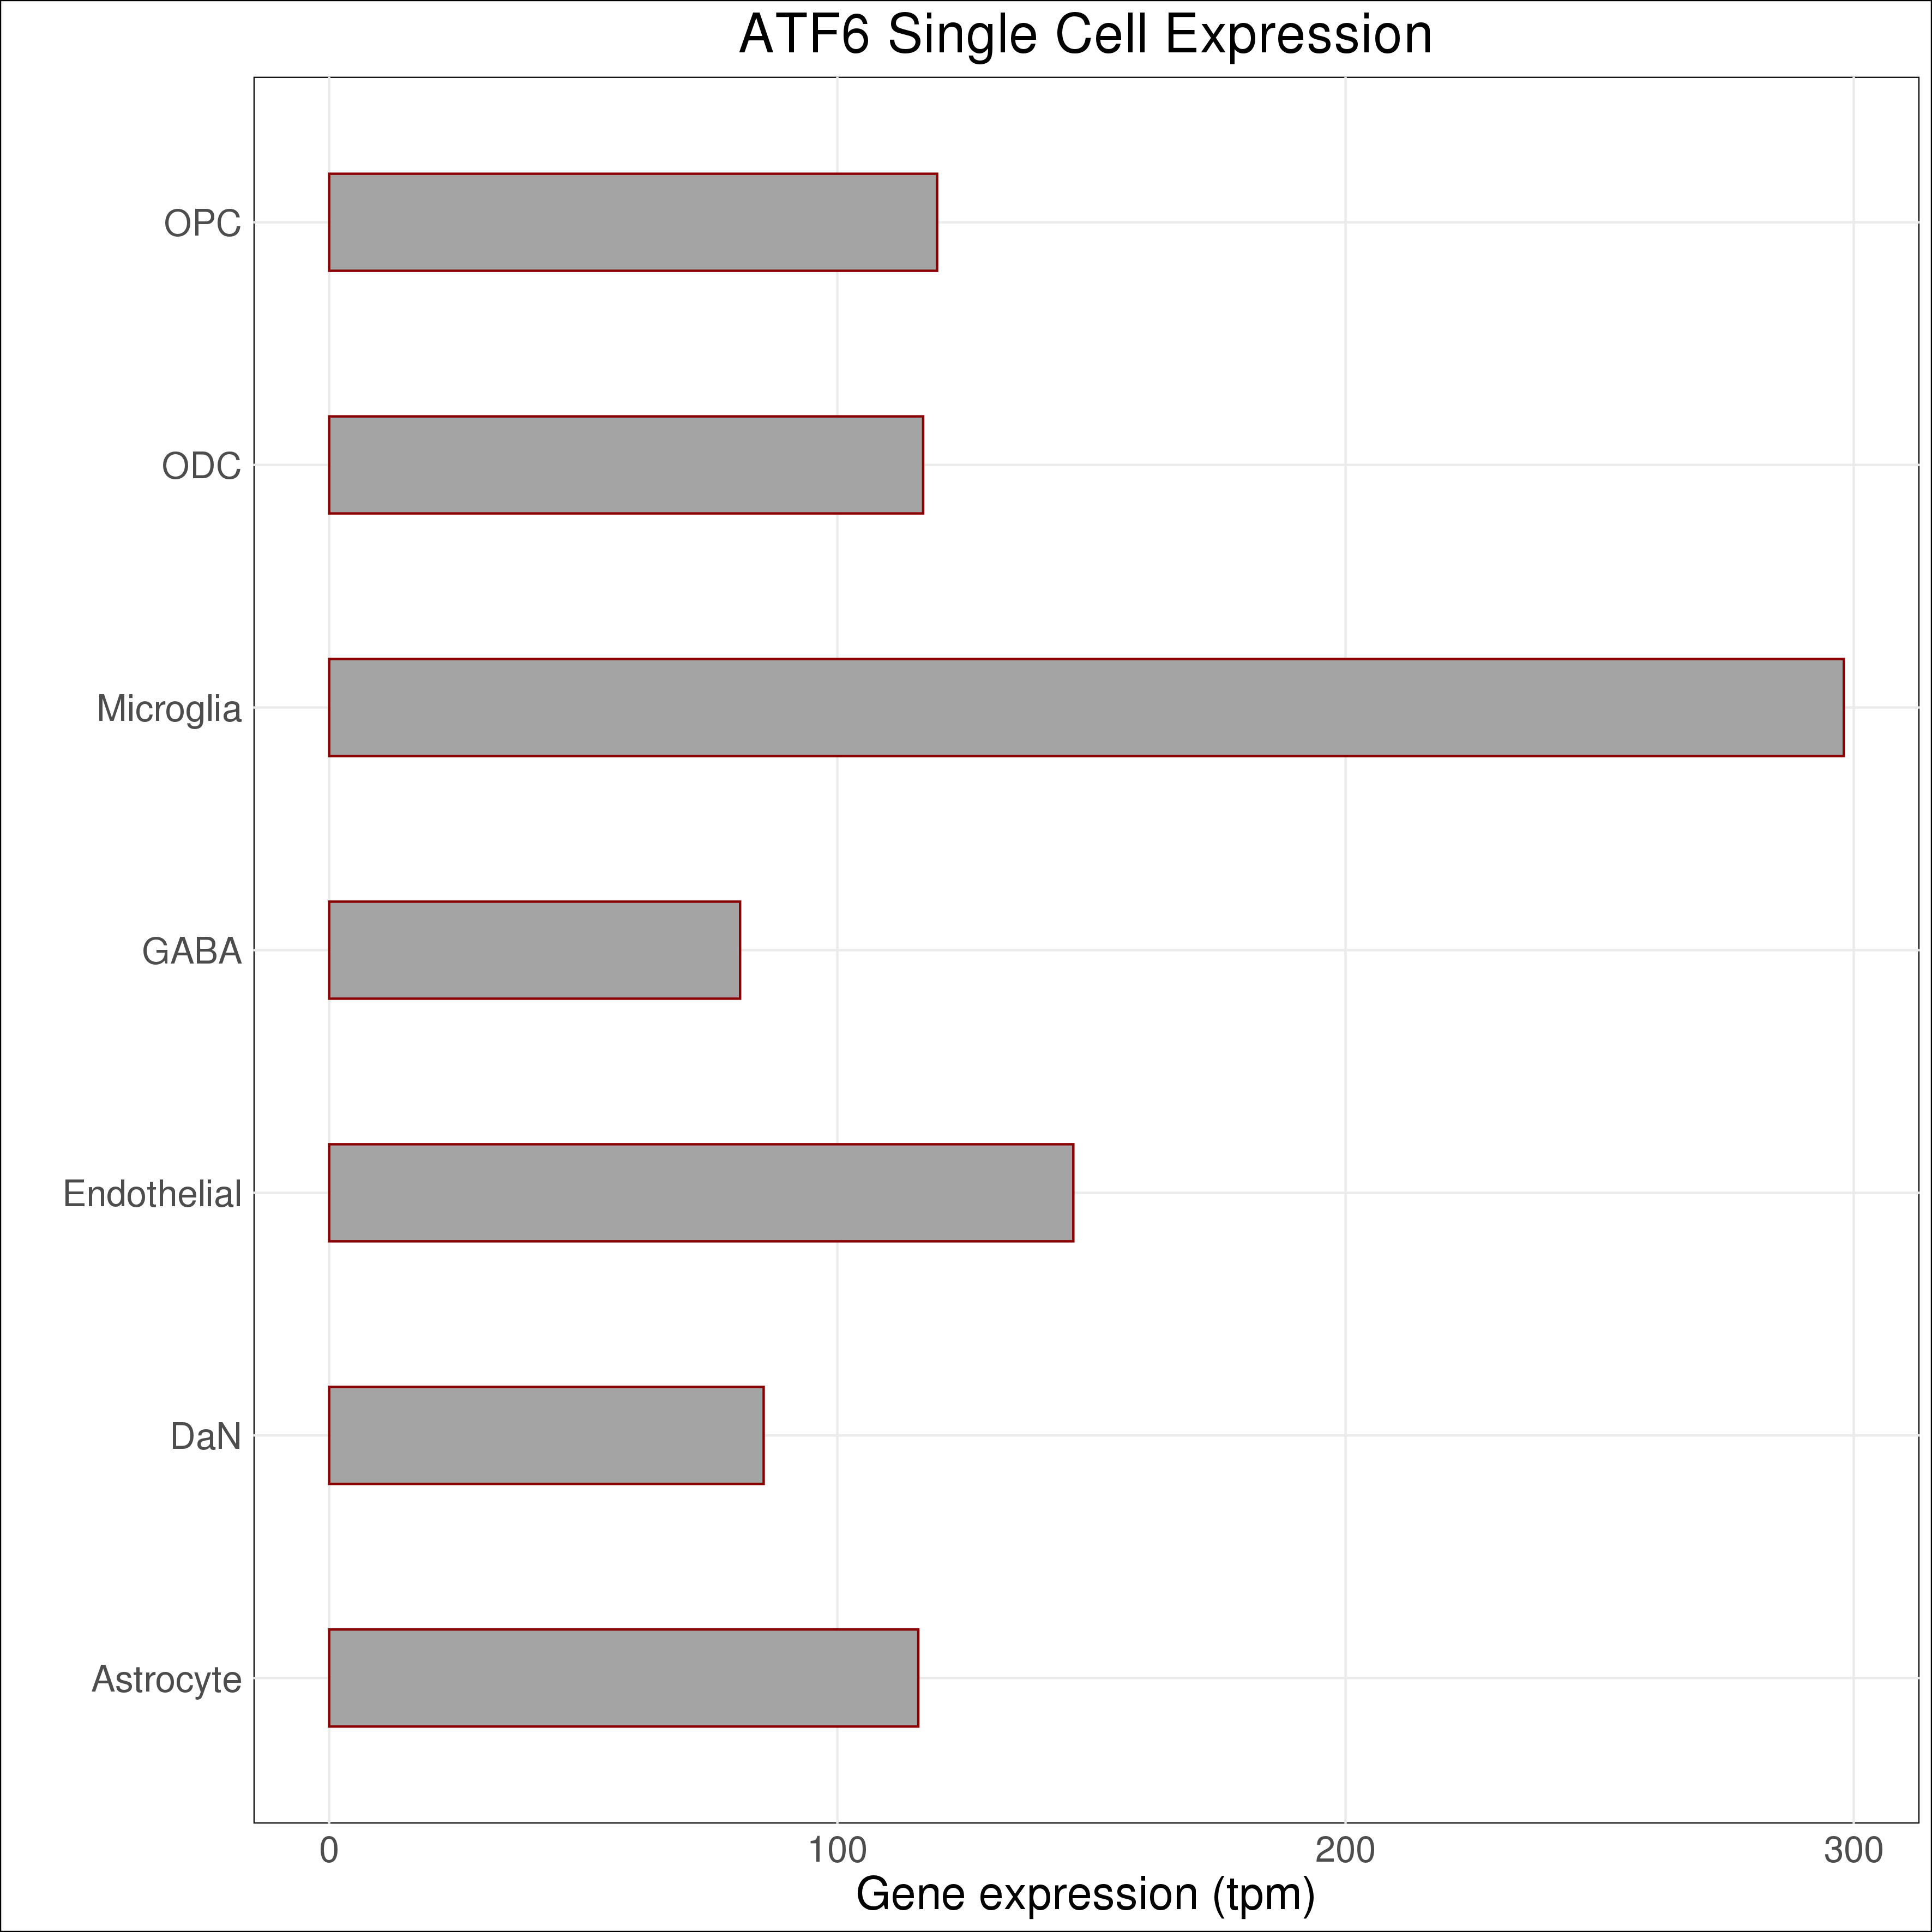 ATF6 Single Cell Expression
OPC
ODC
Microglia
GABA
Endothelial
DaN
Astrocyte
0 100 200 300
Gene expression (tpm)